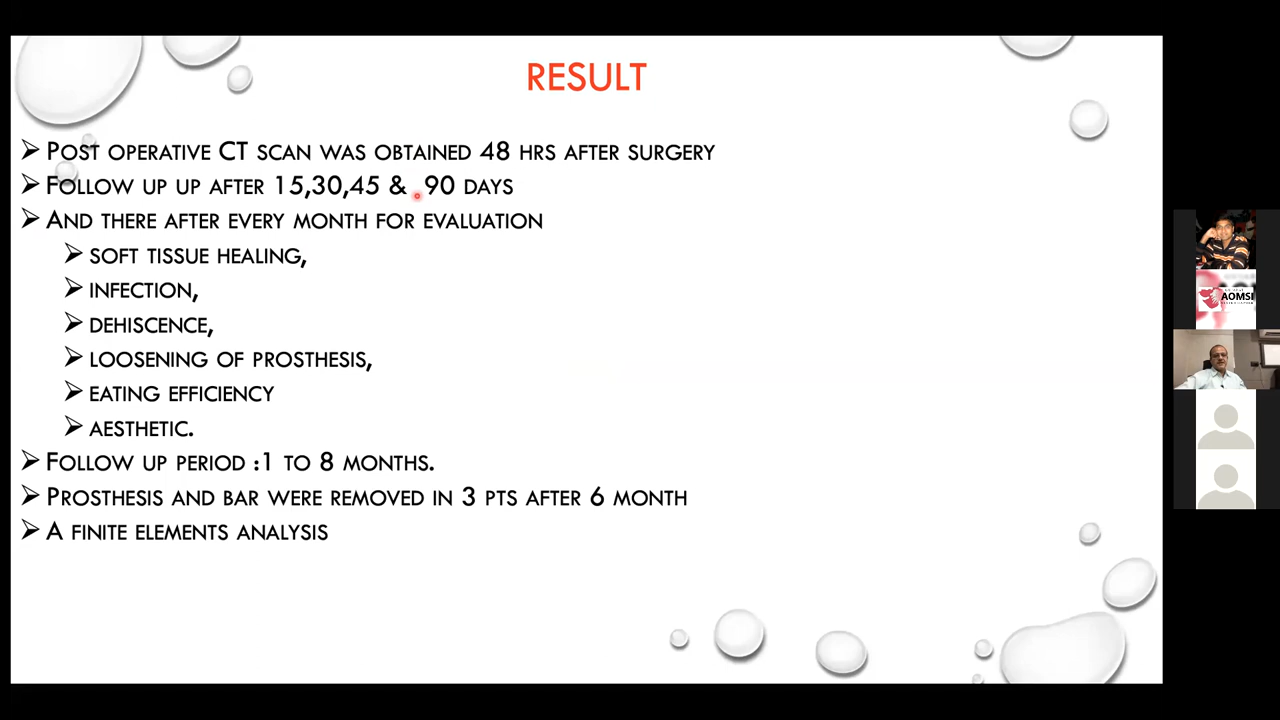 RESULT
➢ POST OPERATIVE CT SCAN WAS OBTAINED 48 HRS AFTER SURGERY
➢ FOLLOW UP UP AFTER 15,30,45 & 90 DAYS
➢ AND THERE AFTER EVERY MONTH FOR EVALUATION
➢ SOFT TISSUE HEALING,
➢ INFECTION,
➢ DEHISCENCE,
➢ LOOSENING OF PROSTHESIS,
➢ EATING EFFICIENCY
➢ AESTHETIC.
➢ FOLLOW UP PERIOD :1 TO 8 MONTHS.
➢ PROSTHESIS AND BAR WERE REMOVED IN 3 PTS AFTER 6 MONTH
➢ A FINITE ELEMENTS ANALYSIS
AOMSI